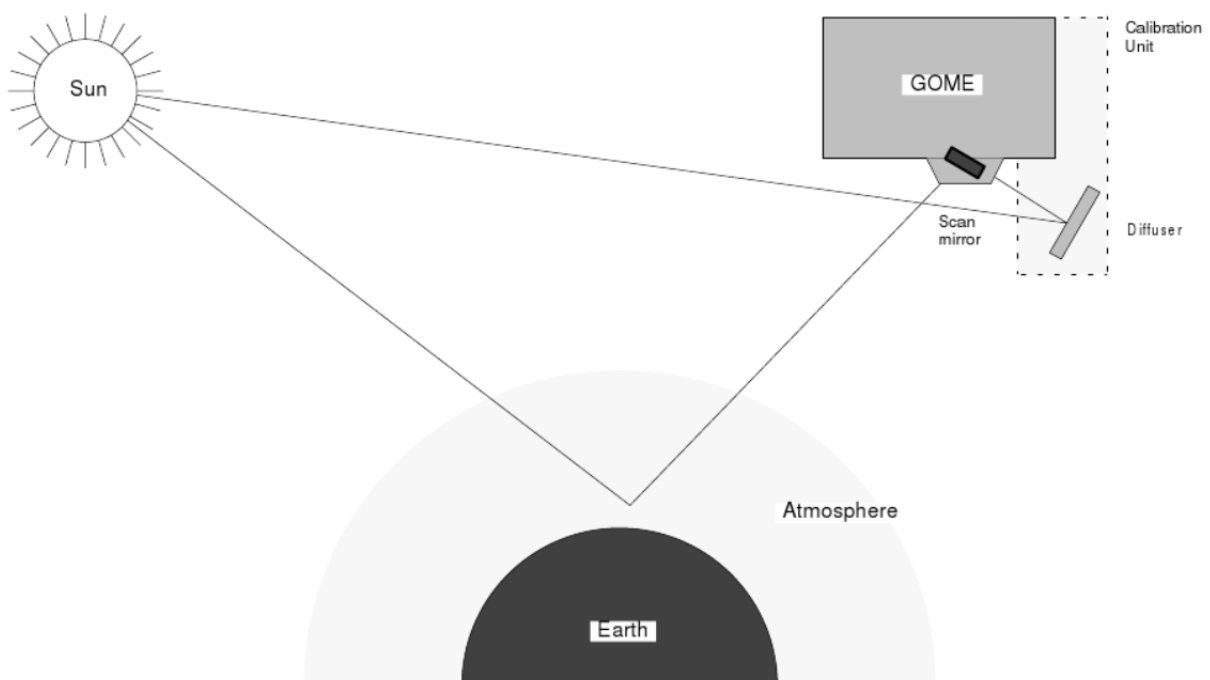 Sun
GOME
Calibration
Unit
Scan
mirror
Diffuser
Atmosphere
Earth